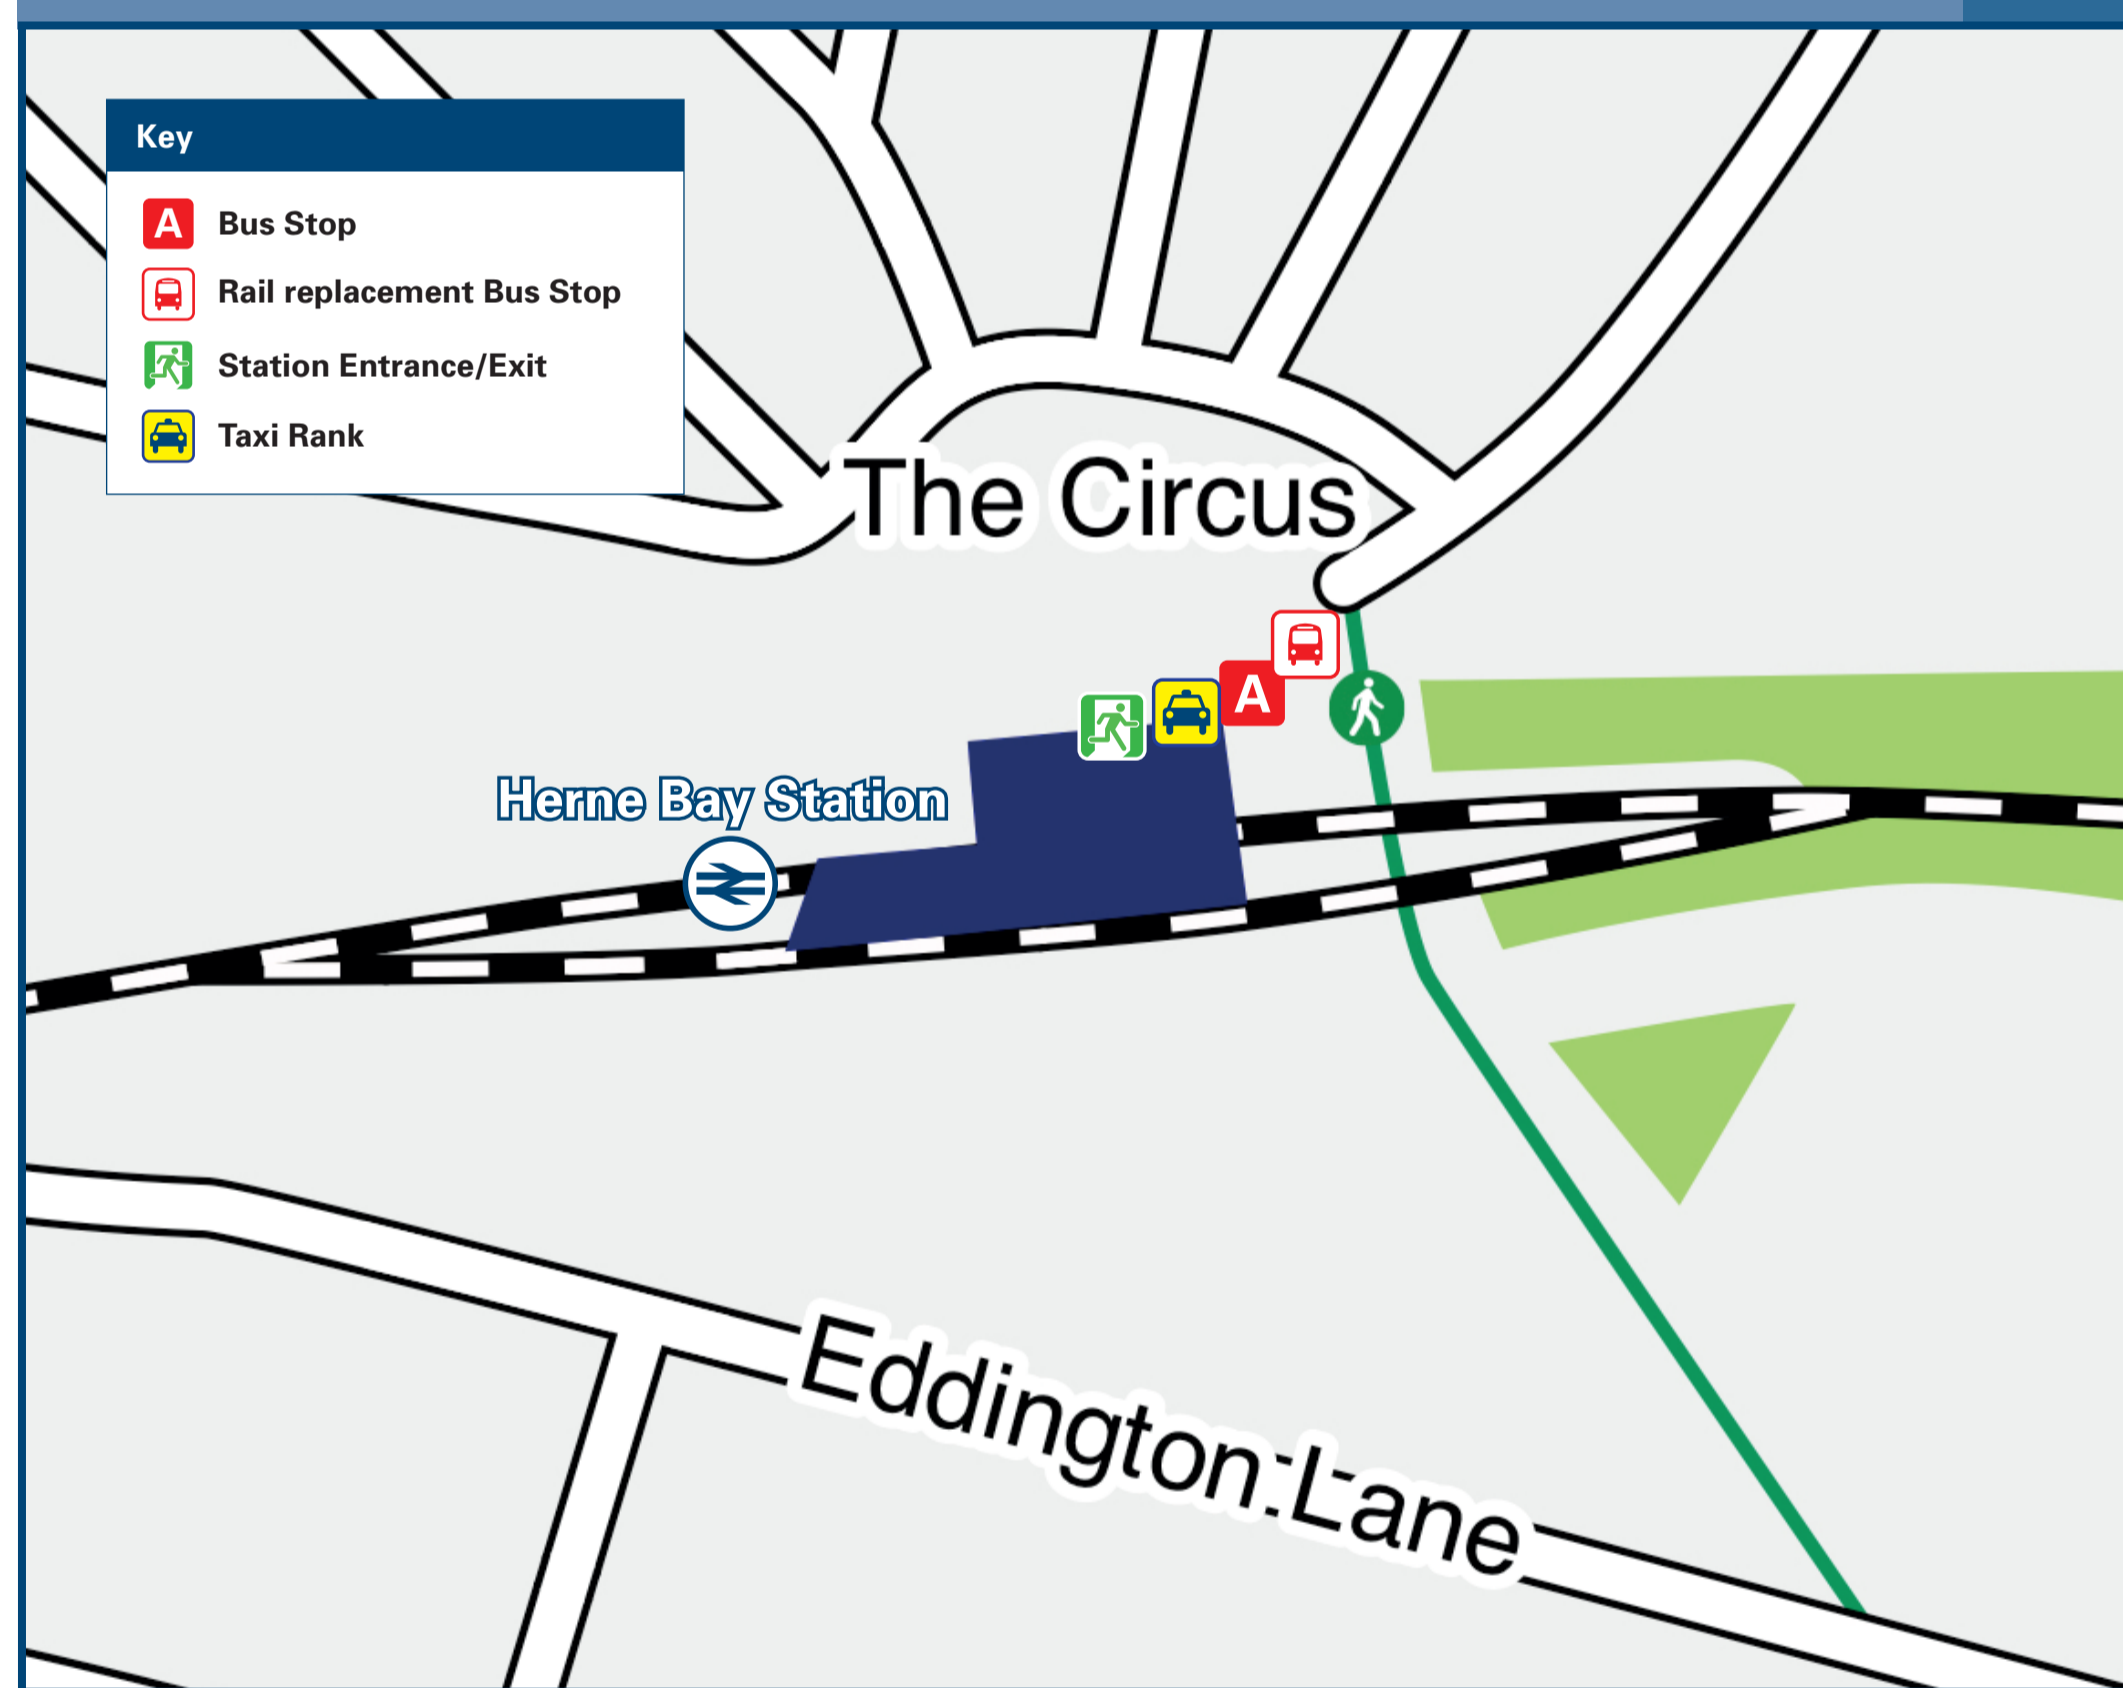 Key
A
Bus Stop
Rail replacement Bus Stop
Station Entrance/Exit
Taxi Rank
The Circus
A
Herne Bay Station
Eddington Lane